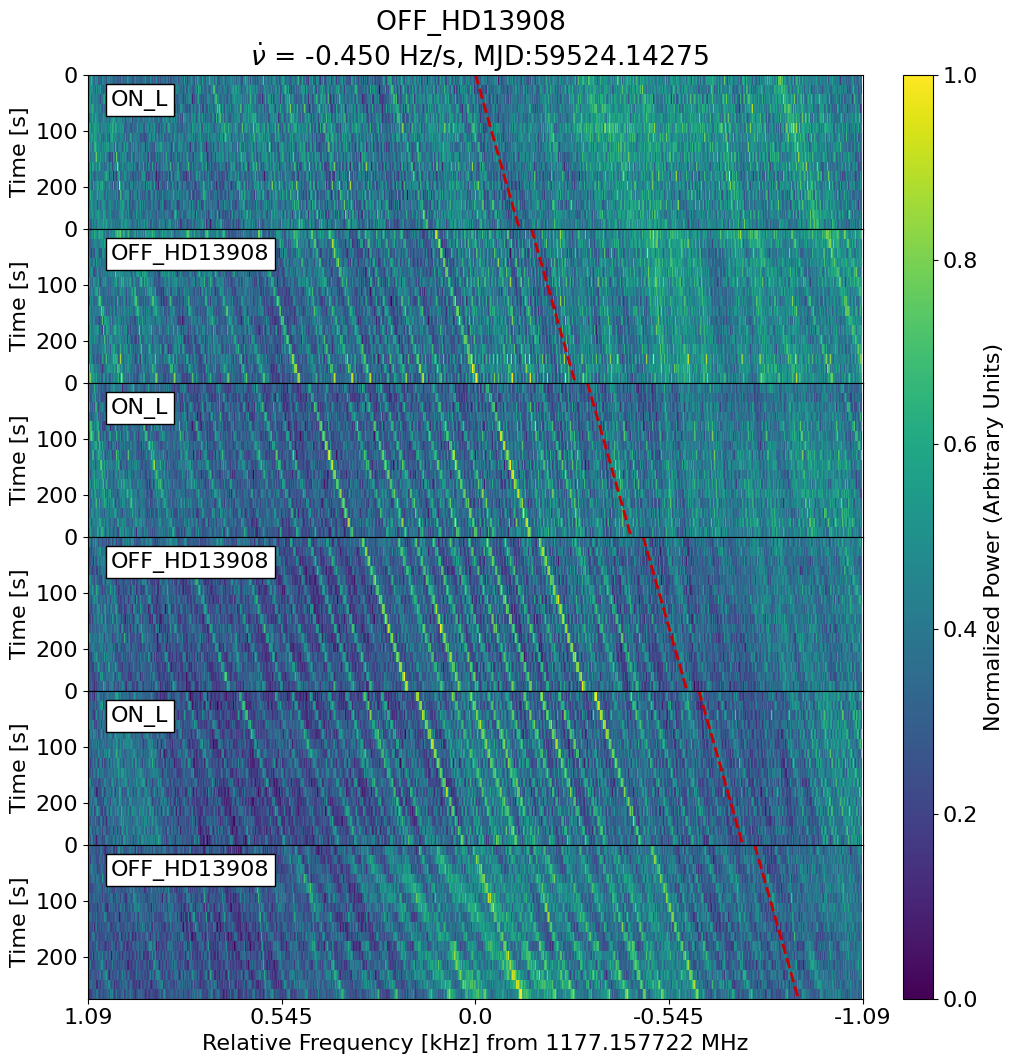 OFF_HD13908
ν̇ = -0.450 Hz/s, MJD:59524.14275
ON_L
OFF_HD13908
ON_L
OFF_HD13908
ON_L
OFF_HD13908
Time [s]
0
100
200
Time [s]
0
100
200
Time [s]
0
100
200
Time [s]
0
100
200
Time [s]
0
100
200
Time [s]
0
100
200
1.09 0.545 0.0 -0.545 -1.09
Relative Frequency [kHz] from 1177.157722 MHz
1.0
0.8
0.6
0.4
0.2
0.0
Normalized Power (Arbitrary Units)